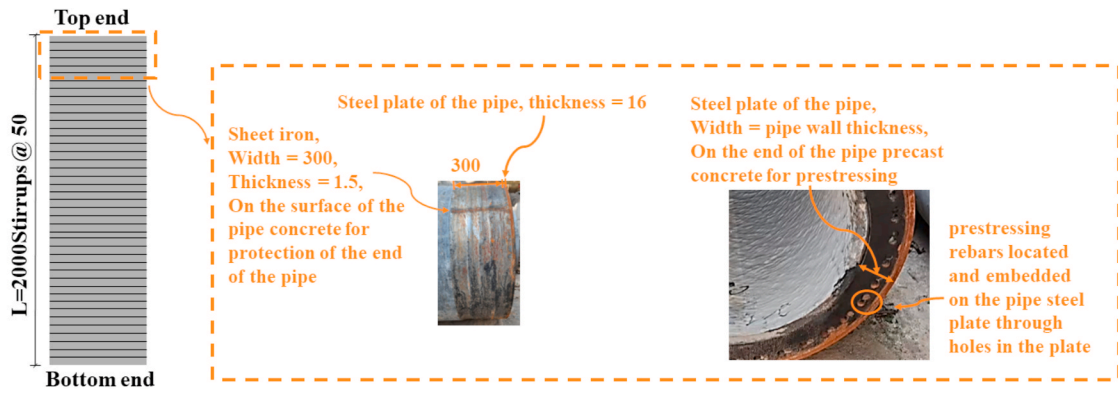 Top end
L=2000Stirrups @ 50
Bottom end
Steel plate of the pipe, thickness = 16
Sheet iron,
Width = 300,
Thickness = 1.5,
On the surface of the
pipe concrete for
protection of the end
of the pipe
300
Steel plate of the pipe,
Width = pipe wall thickness,
On the end of the pipe precast
concrete for prestressing
prestressing
rebars located
and embedded
on the pipe steel
plate through
holes in the plate